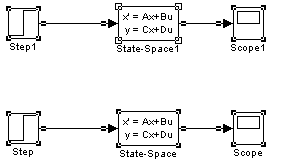 x' = Ax+Bu
y = Cx+Du
Step1
State-Space1
Scope1
x' = Ax+Bu
y = Cx+Du
Step
State-Space
Scope